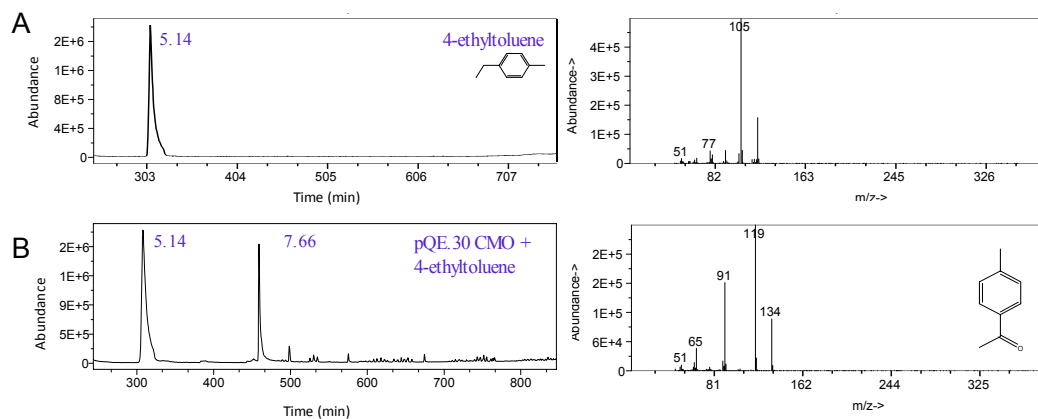 A
5.14
4-ethyltoluene
Abundance
2E+6
1E+6
8E+5
4E+5
0
303
404
505
606
707
Time (min)
105
Abundance->
4E+5
3E+5
2E+5
1E+5
0E+0
51
77
82
163
245
326
m/z->
B
5.14
7.66
pQE.30 CMO +
4-ethyltoluene
Abundance
2E+6
1E+6
9E+5
5E+5
0
300
400
500
600
700
800
Time (min)
119
Abundance->
2E+5
2E+5
1E+5
6E+4
0E+0
51
65
91
134
81
162
244
325
m/z->
O